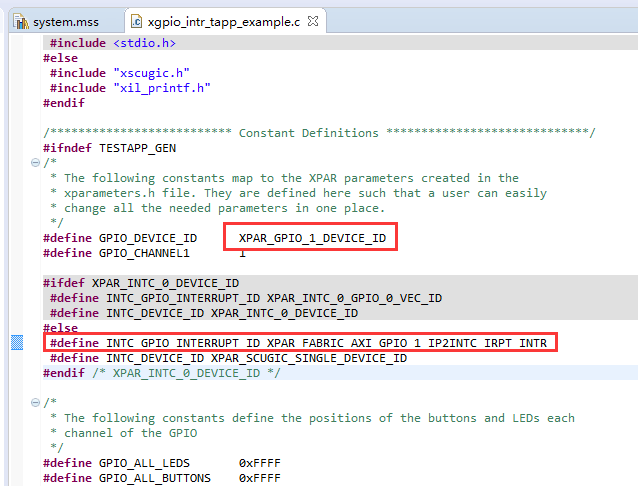 system.mss xgpio_intr_tapp_example.c
#include <stdio.h>
#else
#include "xscugic.h"
#include "xil_printf.h"
#endif
/************************** Constant Definitions *****************************/
#ifndef TESTAPP_GEN
/*
* The following constants map to the XPAR parameters created in the
* xparameters.h file. They are defined here such that a user can easily
* change all the needed parameters in one place.
*/
#define GPIO_DEVICE_ID XPAR_GPIO_1_DEVICE_ID
#define GPIO_CHANNEL1 1
#ifdef XPAR_INTC_0_DEVICE_ID
#define INTC_GPIO_INTERRUPT_ID XPAR_INTC_0_GPIO_0_VEC_ID
#define INTC_DEVICE_ID XPAR_INTC_0_DEVICE_ID
#else
#define INTC_GPIO_INTERRUPT_ID XPAR_FABRIC_AXI_GPIO_1_IP2INTC_IRPT_INTR
#define INTC_DEVICE_ID XPAR_SCUGIC_SINGLE_DEVICE_ID
#endif /* XPAR_INTC_0_DEVICE_ID */
/*
* The following constants define the positions of the buttons and LEDs each
* channel of the GPIO
*/
#define GPIO_ALL_LEDS 0xFFFF
#define GPIO_ALL_BUTTONS 0xFFFF